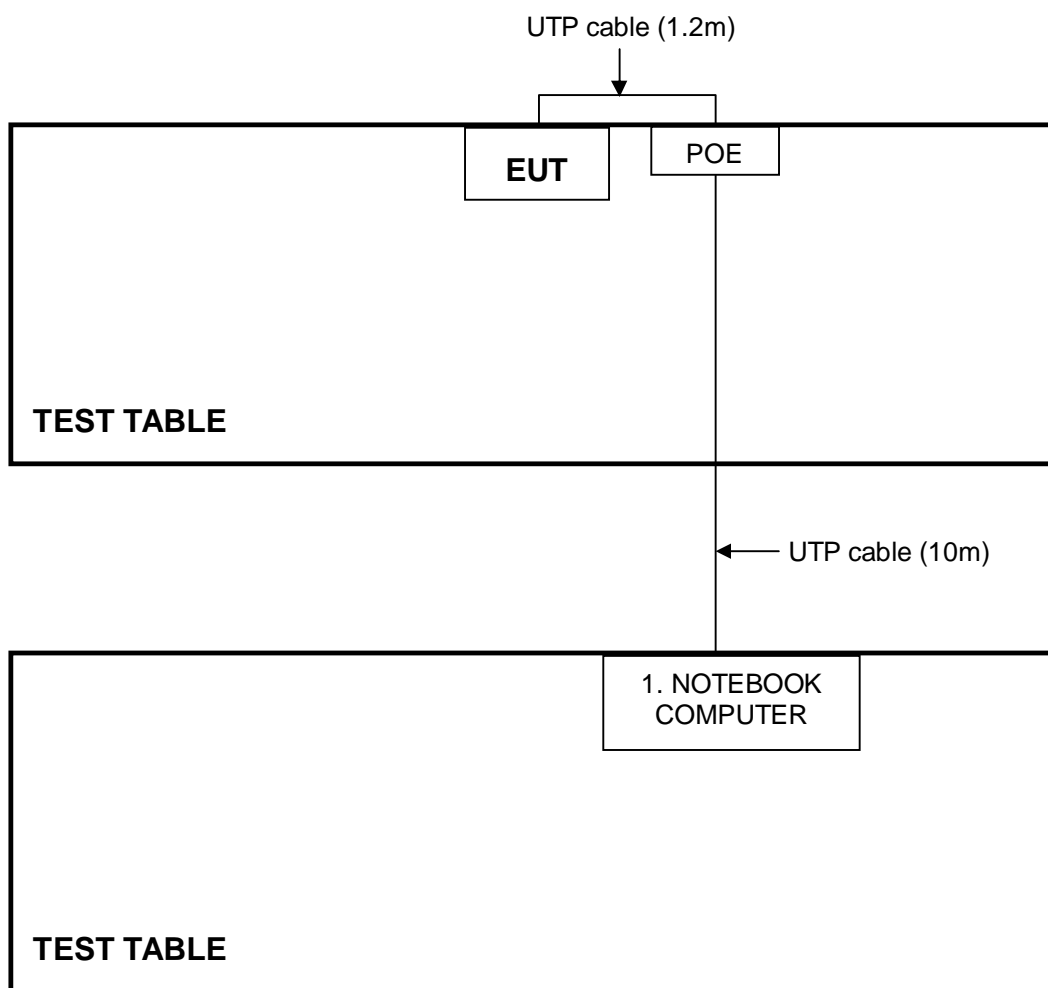 UTP cable (1.2m)
EUT
POE
TEST TABLE
UTP cable (10m)
1. NOTEBOOK
COMPUTER
TEST TABLE